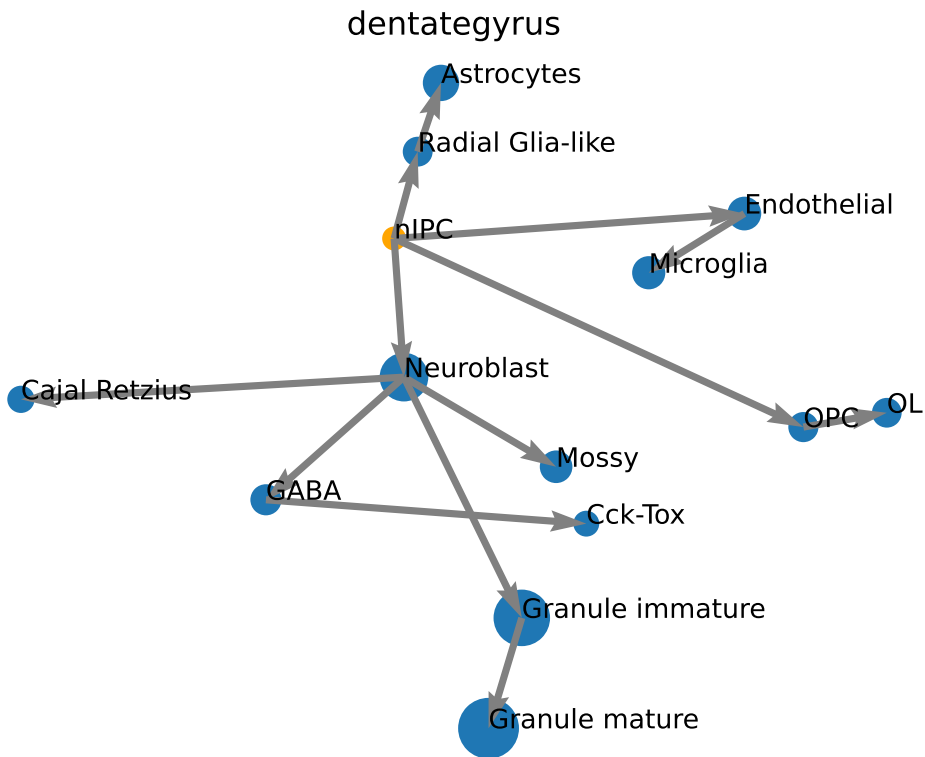 dentategyrus
Astrocytes
Radial Glia-like
Endothelial
nIPC
Microglia
Neuroblast
Cajal Retzius
OL
OPC
Mossy
GABA
Cck-Tox
Granule immature
Granule mature